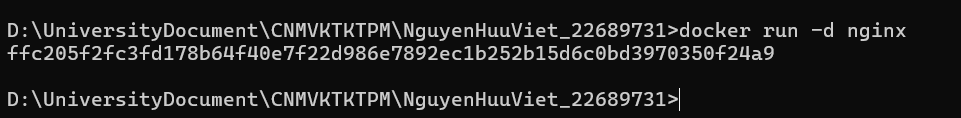 D:\UniversityDocument\CNMVKTKTPM\NguyenHuuViet_22689731>docker run -d nginx
ffc205f2fc3fd178b64f40e7f22d986e7892ec1b252b15d6c0bd3970350f24a9
D:\UniversityDocument\CNMVKTKTPM\NguyenHuuViet_22689731>